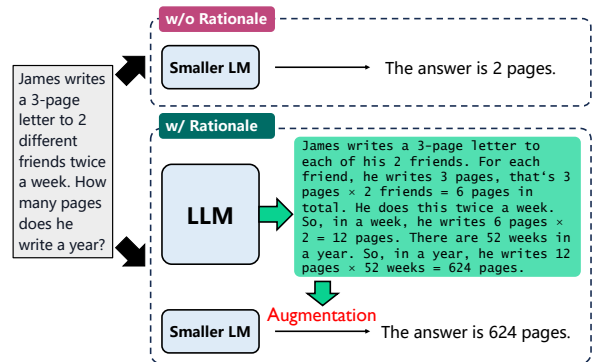 James writes
a 3-page
letter to 2
different
friends twice
a week. How
many pages
does he
write a year?
w/o Rationale
Smaller LM
The answer is 2 pages.
w/ Rationale
LLM
James writes a 3-page letter to
each of his 2 friends. For each
friend, he writes 3 pages, that's 3
pages × 2 friends = 6 pages in
total. He does this twice a week.
So, in a week, he writes 6 pages ×
2 = 12 pages. There are 52 weeks in
a year. So, in a year, he writes 12
pages × 52 weeks = 624 pages.
Augmentation
Smaller LM
The answer is 624 pages.